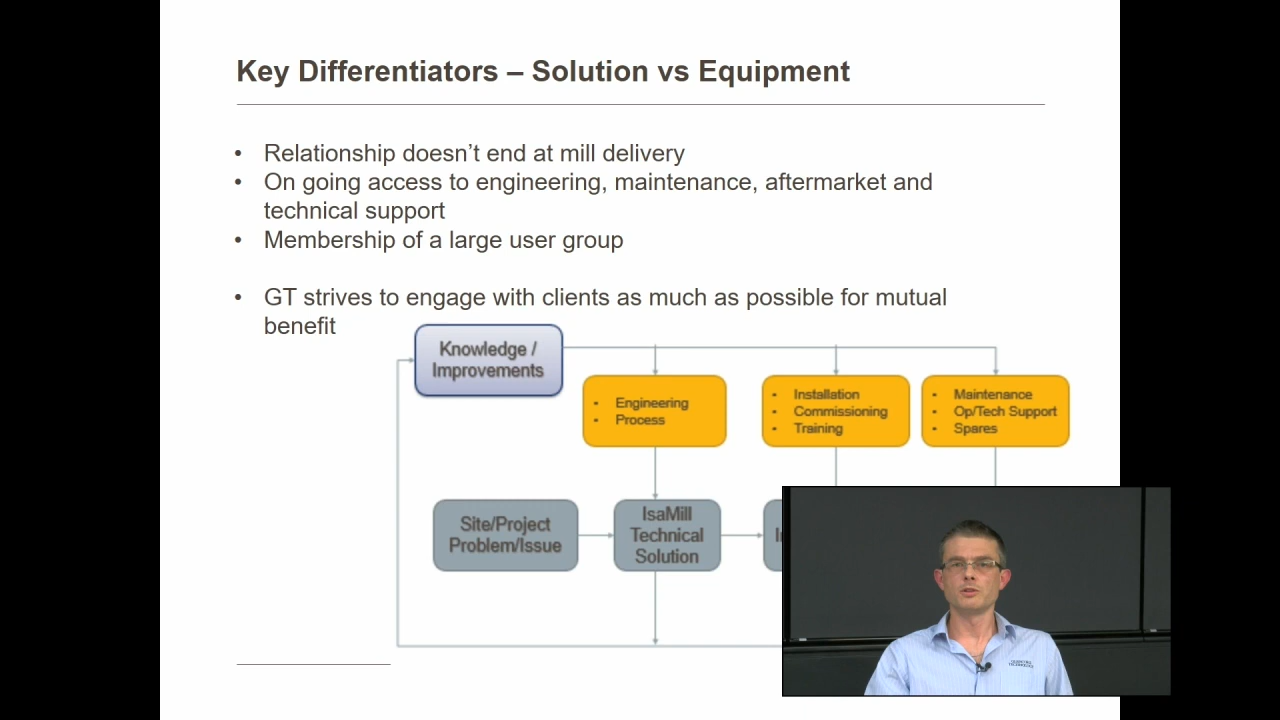 Key Differentiators – Solution vs Equipment
• Relationship doesn’t end at mill delivery
• On going access to engineering, maintenance, aftermarket and
technical support
• Membership of a large user group
• GT strives to engage with clients as much as possible for mutual
benefit
Knowledge /
Improvements
• Engineering
• Process
• Installation
• Commissioning
• Training
• Maintenance
• Op/Tech Support
• Spares
Site/Project
Problem/Issue
IsaMill
Technical
Solution